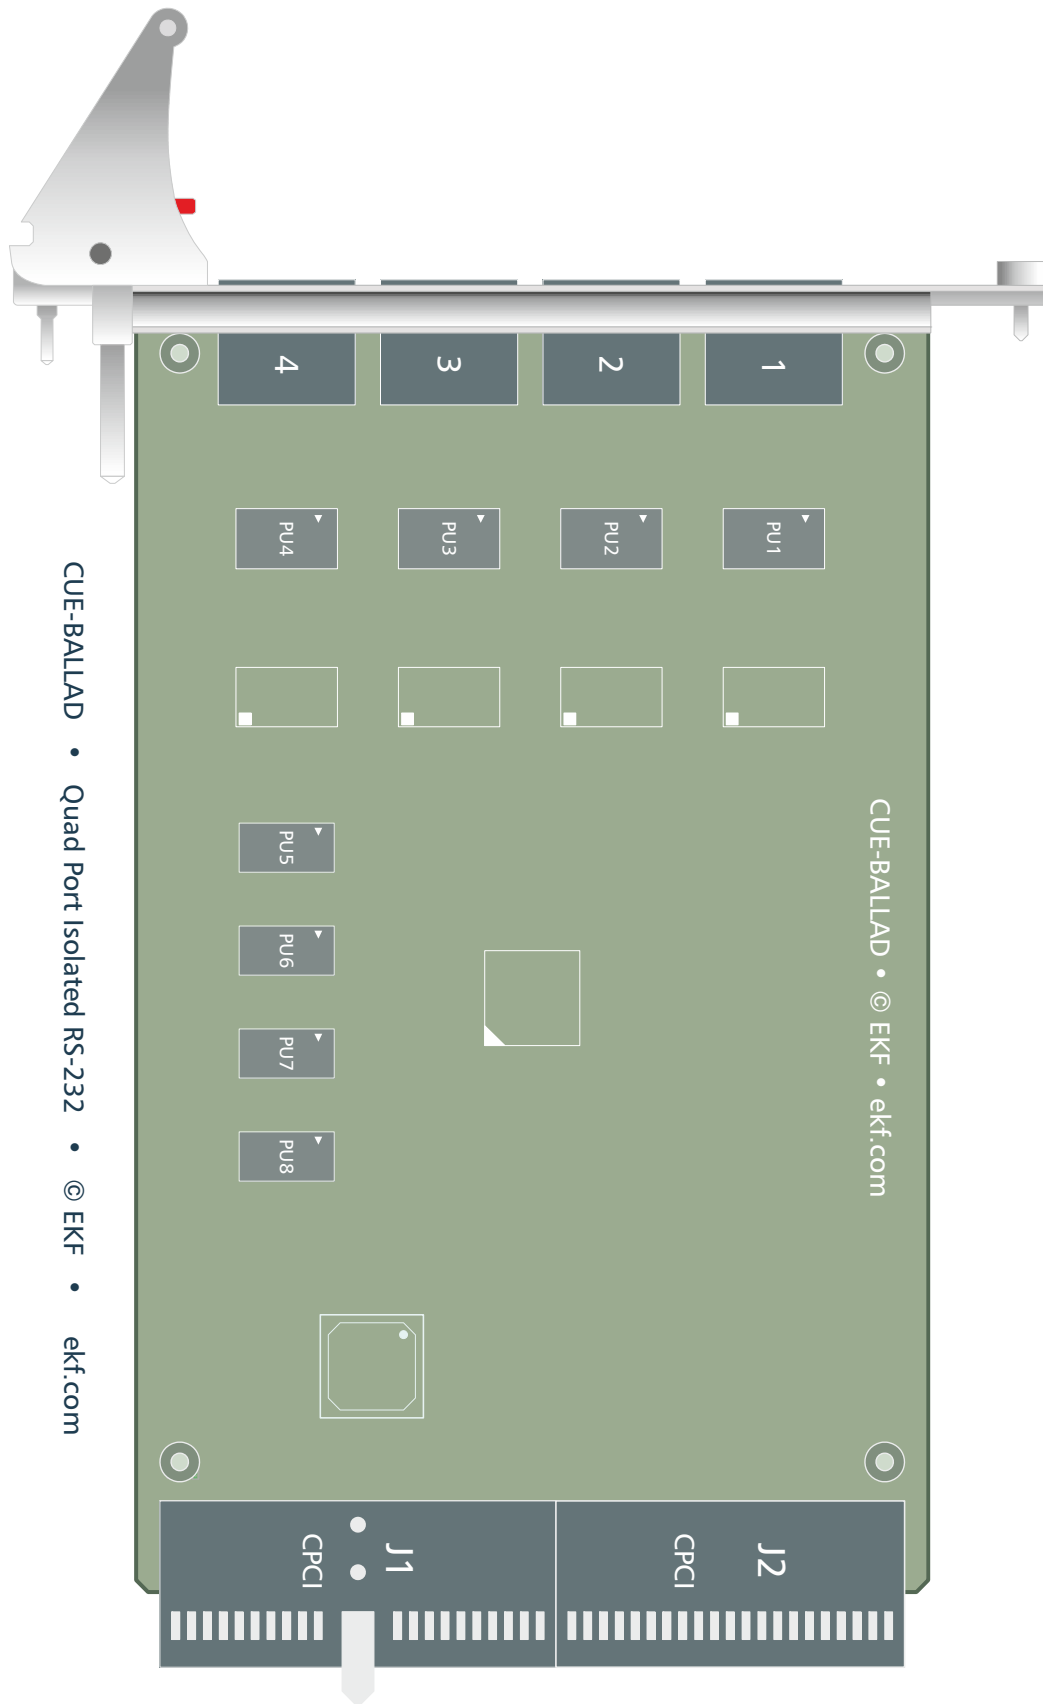 4
3
2
1
PU4
PU3
PU2
PU1
PU5
PU6
PU7
PU8
CUE-BALLAD • Quad Port Isolated RS-232 • © EKF • ekf.com
CUE-BALLAD • © EKF • ekf.com
J1
CPCI
J2
CPCI